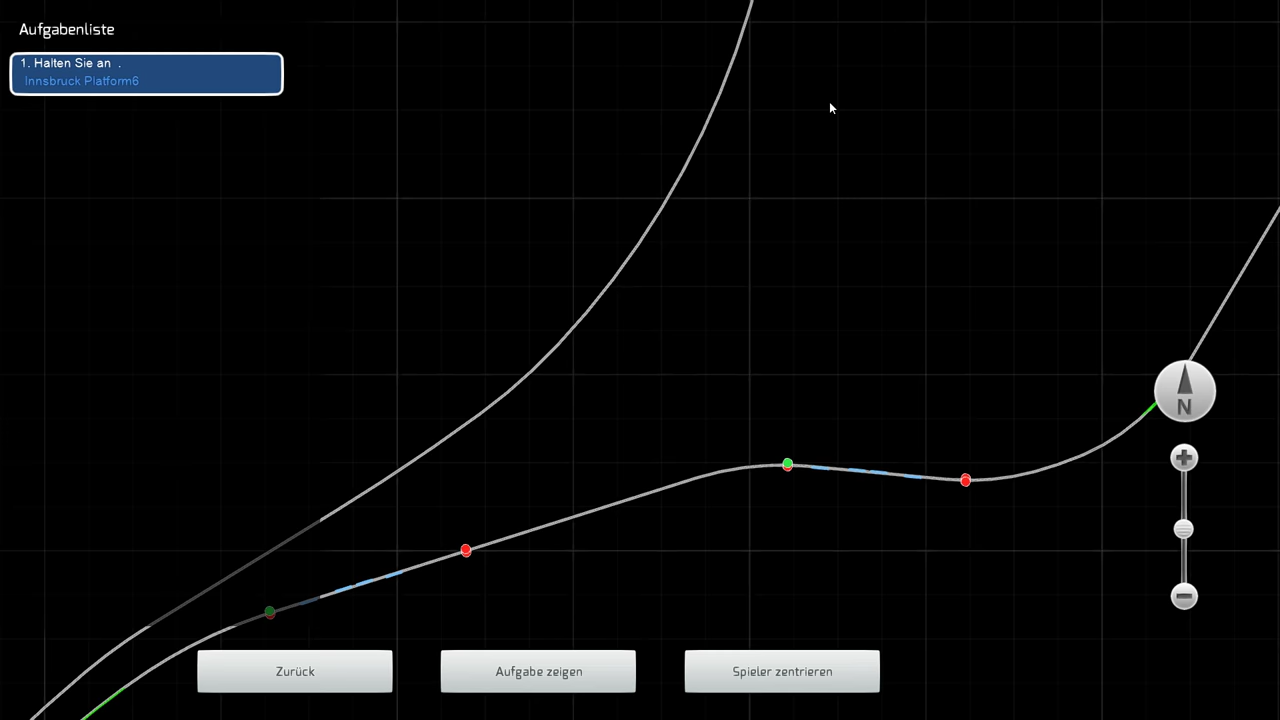 Aufgabenliste
1. Halten Sie an  .
Innsbruck Platform6
N
Zurück
Aufgabe zeigen
Spieler zentrieren